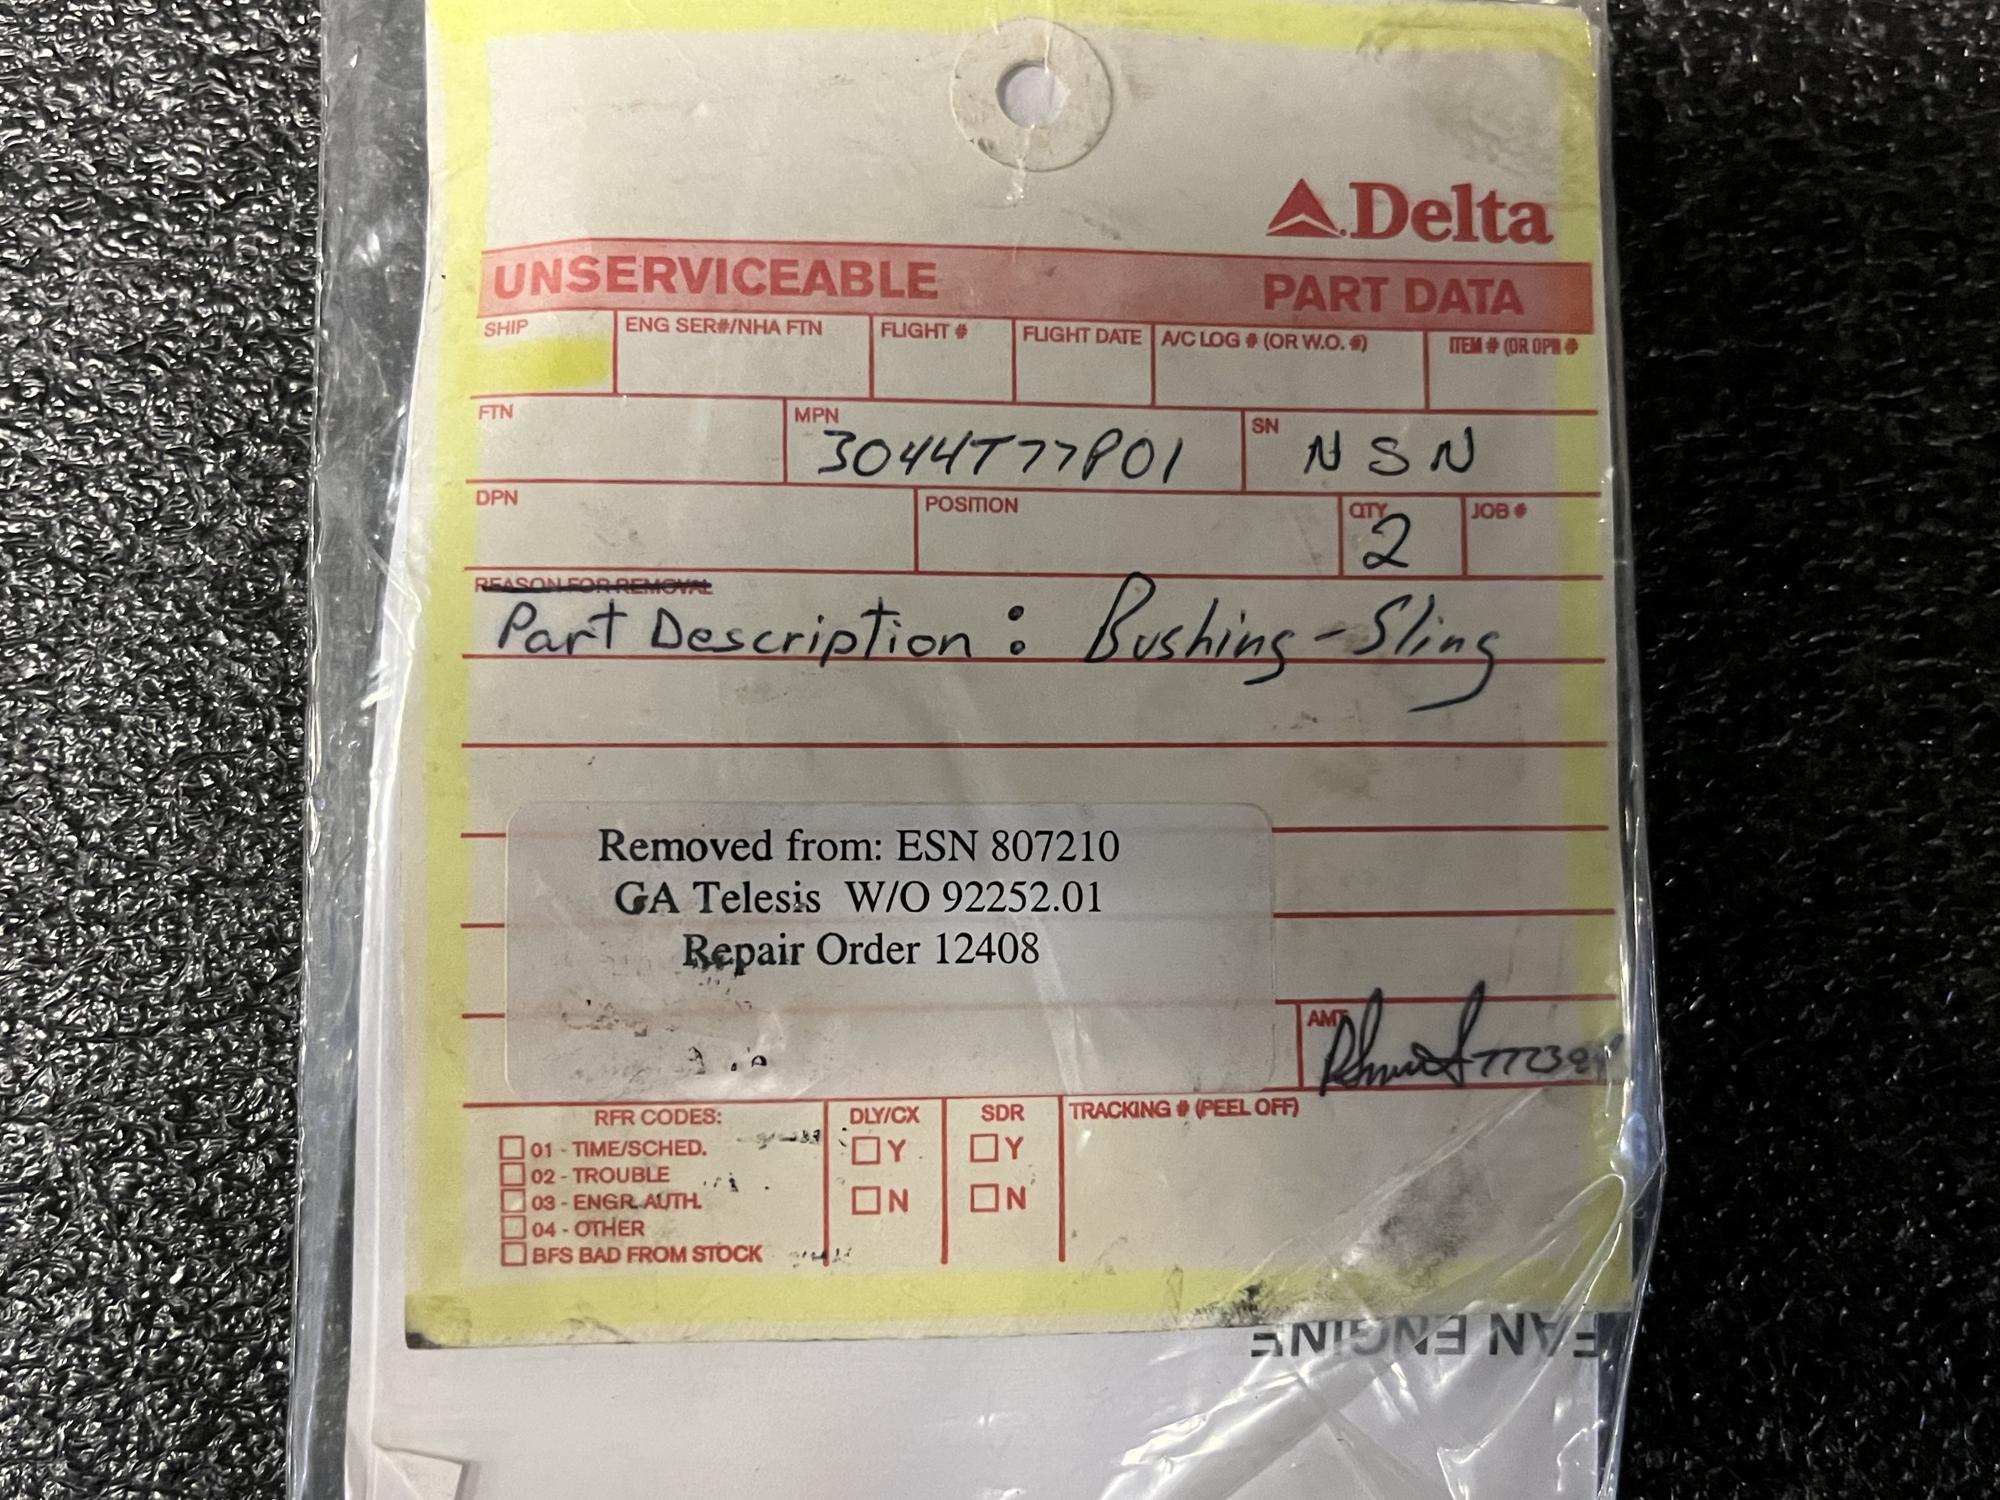 Delta
UNSERVICEABLE PART DATA
SHIP ENG SER#/NHA FTN FLIGHT # FLIGHT DATE A/C LOG # (OR W.O. #) ITEM # (OR OPN #
FTN MPN 3044T77P01 SN NSN
DPN POSITION QTY 2 JOB #
REASON FOR REMOVAL
Part Description : Bushing-Sling
Removed from: ESN 807210
GA Telesis W/O 92252.01
Repair Order 12408
AMT
RFR CODES: DLY/CX SDR TRACKING # (PEEL OFF)
01 - TIME/SCHED. Y Y
02 - TROUBLE
03 - ENGR. AUTH. N N
04 - OTHER
BFS BAD FROM STOCK
FAN ENGINE